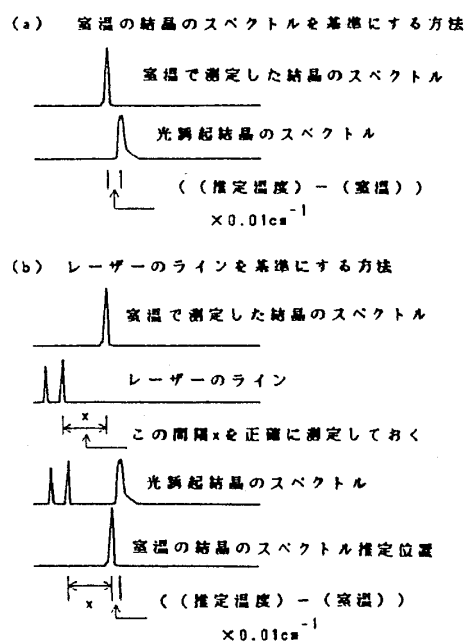 (a) 室温の結晶のスペクトルを基準にする方法
室温で測定した結晶のスペクトル
光誘起結晶のスペクトル
((推定温度)-(室温))
×0.01cm⁻¹
(b) レーザーのラインを基準にする方法
室温で測定した結晶のスペクトル
レーザーのライン
x
この間隔xを正確に測定しておく
光誘起結晶のスペクトル
室温の結晶のスペクトル推定位置
x
((推定温度)-(室温))
×0.01cm⁻¹